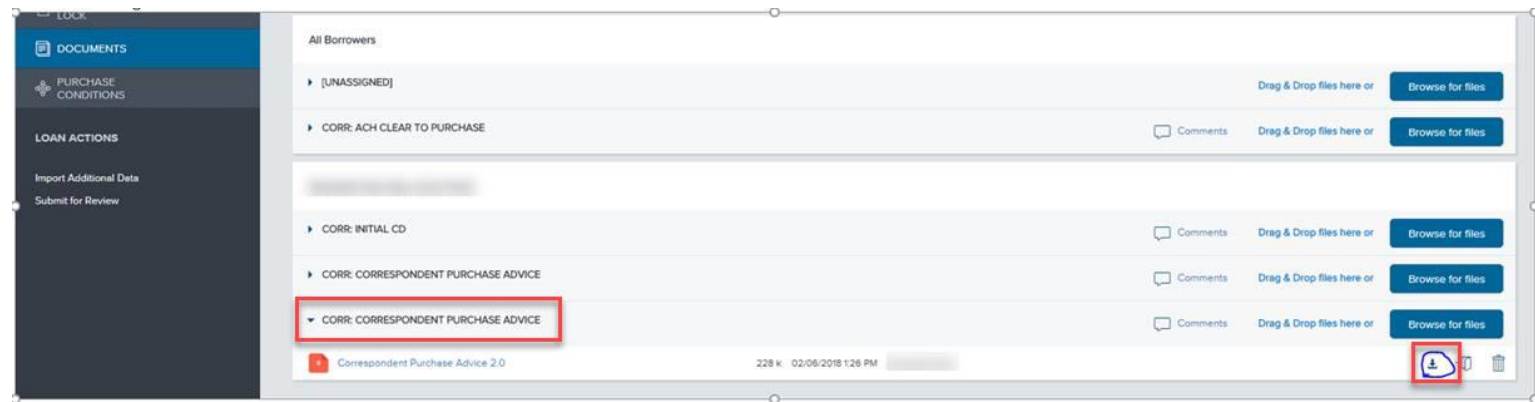 LOCK
DOCUMENTS
PURCHASE
CONDITIONS
LOAN ACTIONS
Import Additional Data
Submit for Review
All Borrowers
[UNASSIGNED] Drag & Drop files here or Browse for files
CORR: ACH CLEAR TO PURCHASE Comments Drag & Drop files here or Browse for files
CORR: INITIAL CD Comments Drag & Drop files here or Browse for files
CORR: CORRESPONDENT PURCHASE ADVICE Comments Drag & Drop files here or Browse for files
CORR: CORRESPONDENT PURCHASE ADVICE Comments Drag & Drop files here or Browse for files
Correspondent Purchase Advice 2.0 228 k 02/06/2018 1:26 PM